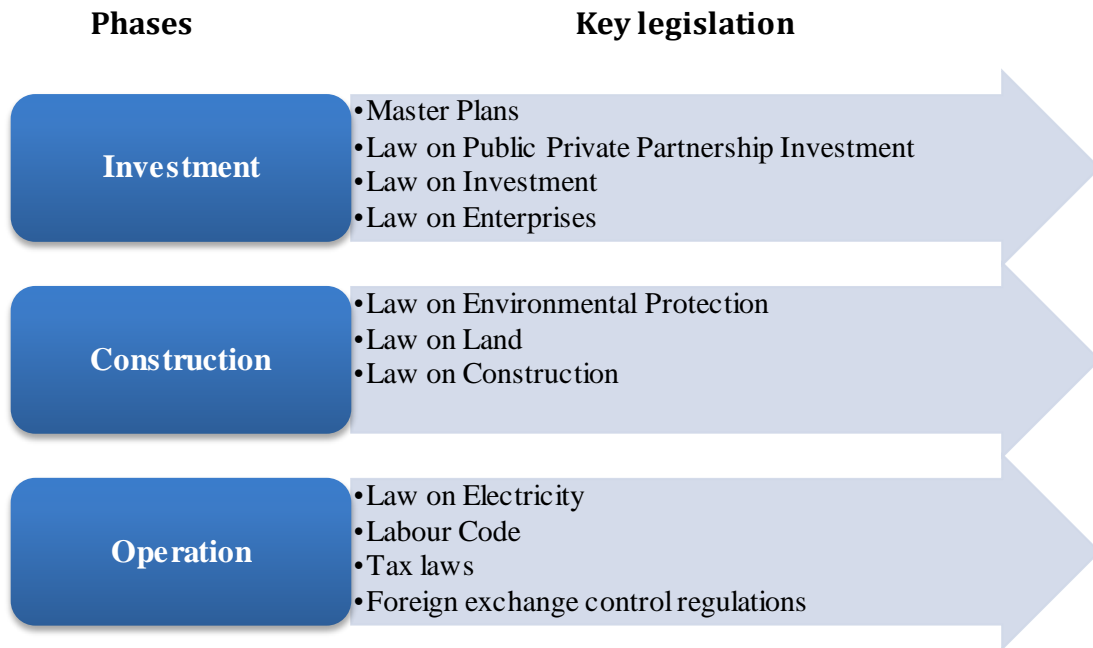 Phases
Key legislation
Investment
•Master Plans
•Law on Public Private Partnership Investment
•Law on Investment
•Law on Enterprises
Construction
•Law on Environmental Protection
•Law on Land
•Law on Construction
Operation
•Law on Electricity
•Labour Code
•Tax laws
•Foreign exchange control regulations